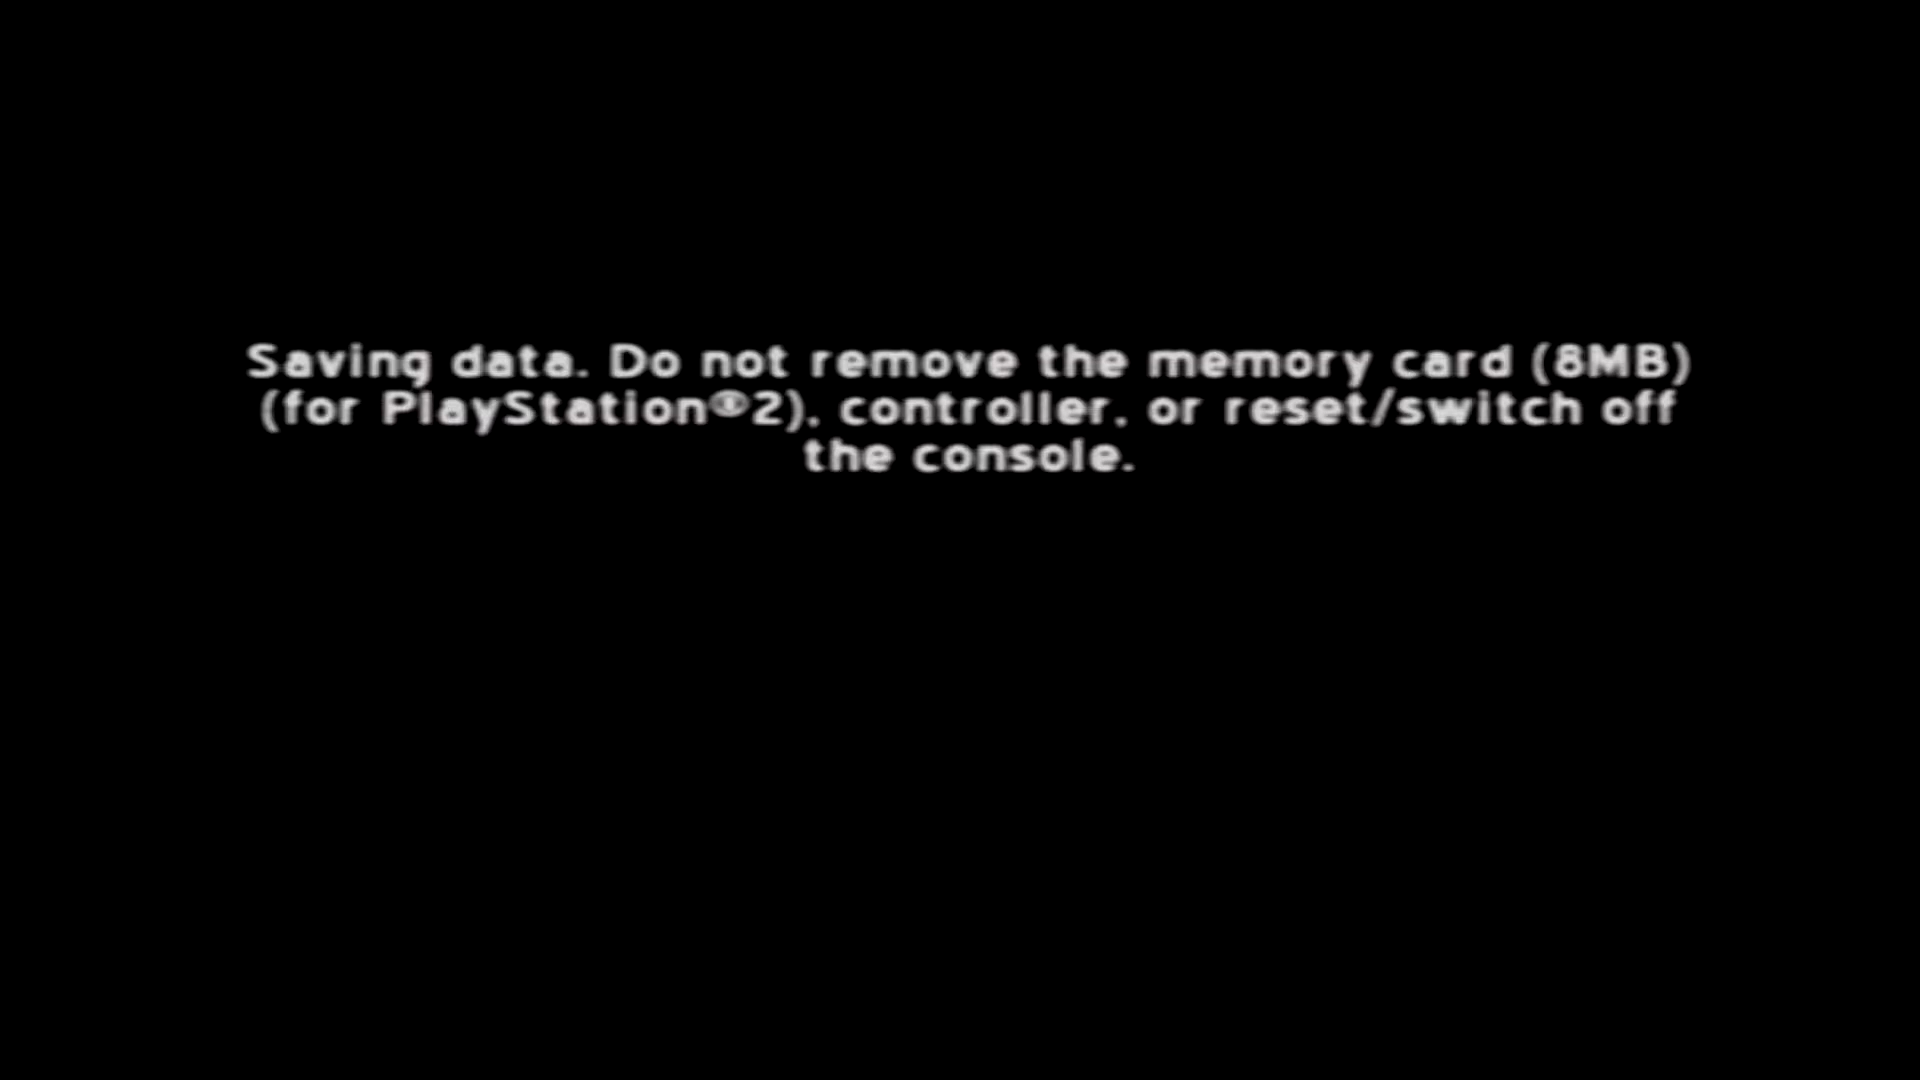 Saving data. Do not remove the memory card (8MB)
(for PlayStation®2), controller, or reset/switch off
the console.